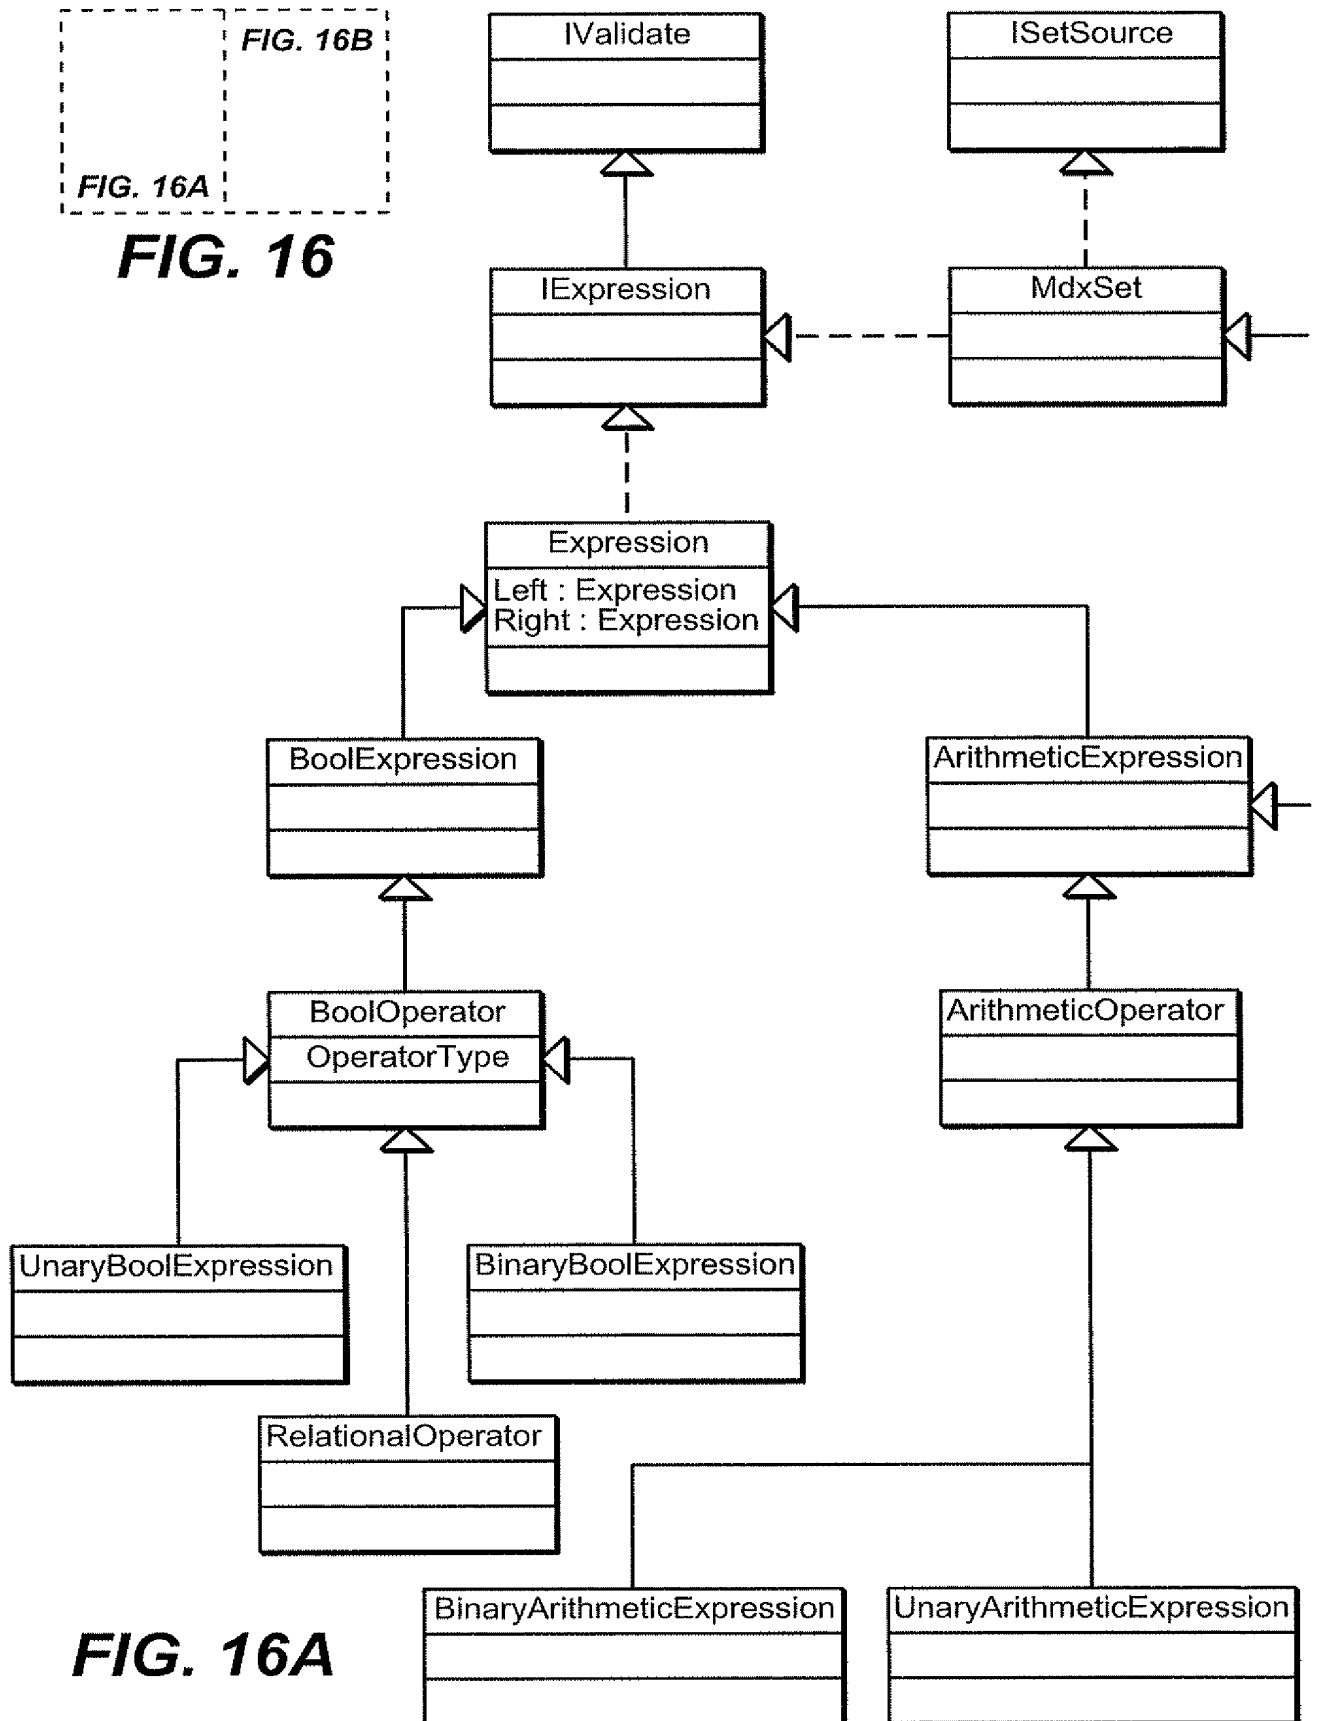 FIG. 16B
FIG. 16A
FIG. 16
IValidate
ISetSource
IExpression
MdxSet
Expression
Left : Expression
Right : Expression
BoolExpression
ArithmeticExpression
BoolOperator
OperatorType
ArithmeticOperator
UnaryBoolExpression
BinaryBoolExpression
RelationalOperator
BinaryArithmeticExpression
UnaryArithmeticExpression
FIG. 16A